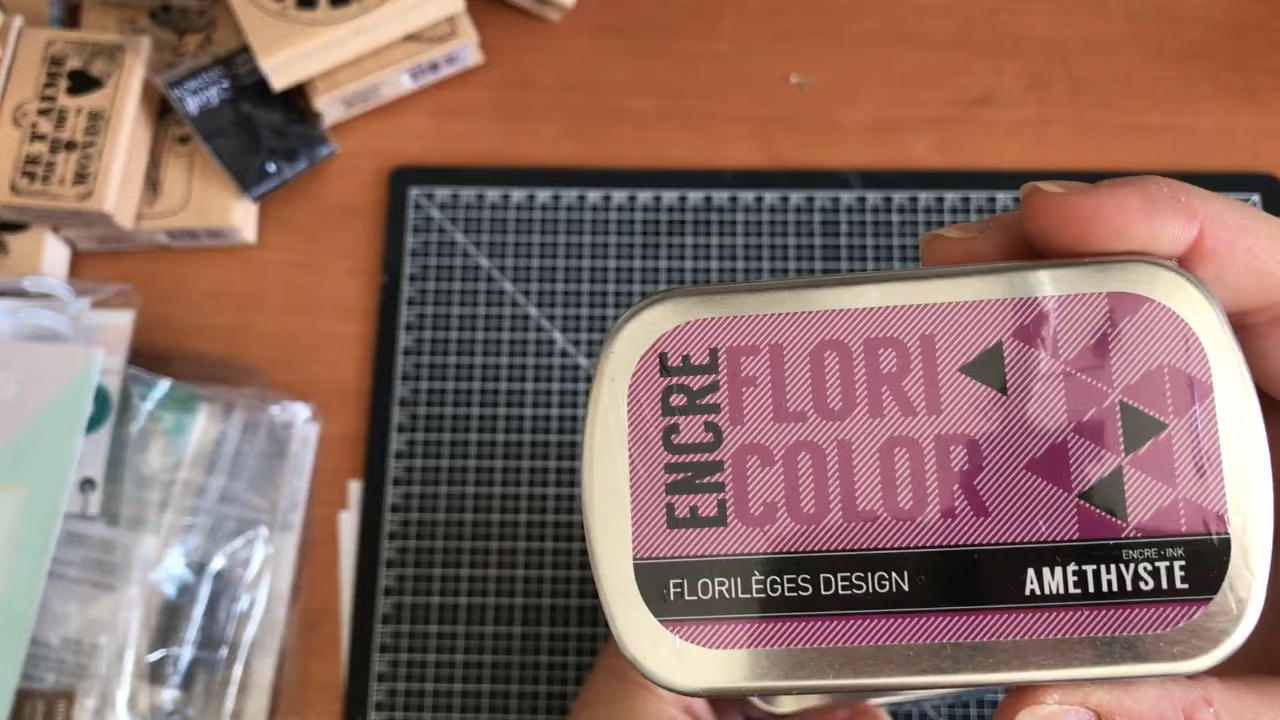 JE T'AIME
ENCRE
FLORI
COLOR
ENCRE • INK
FLORILÈGES DESIGN
AMÉTHYSTE